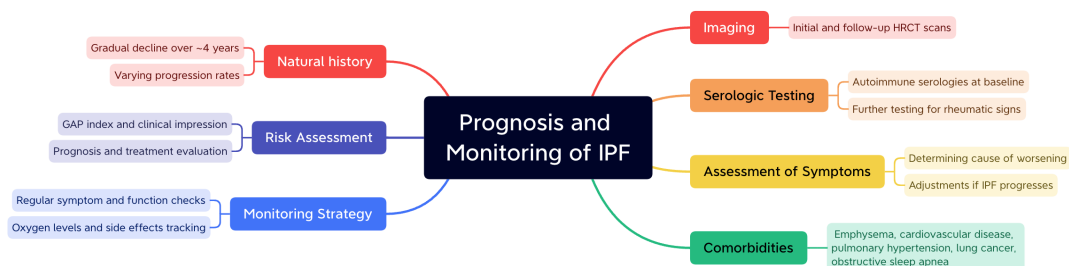 Prognosis and
Monitoring of IPF
Natural history
Gradual decline over ~4 years
Varying progression rates
Risk Assessment
GAP index and clinical impression
Prognosis and treatment evaluation
Monitoring Strategy
Regular symptom and function checks
Oxygen levels and side effects tracking
Imaging
Initial and follow-up HRCT scans
Serologic Testing
Autoimmune serologies at baseline
Further testing for rheumatic signs
Assessment of Symptoms
Determining cause of worsening
Adjustments if IPF progresses
Comorbidities
Emphysema, cardiovascular disease,
pulmonary hypertension, lung cancer,
obstructive sleep apnea